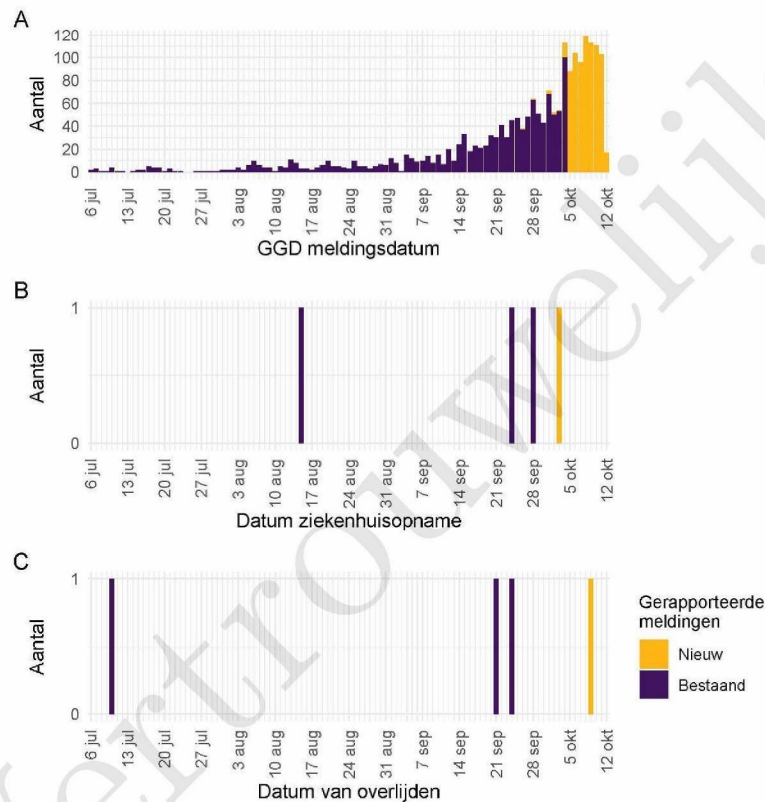 A
120
100
80
60
40
20
0
Aantal
6 jul
13 jul
20 jul
27 jul
3 aug
10 aug
17 aug
24 aug
31 aug
7 sep
14 sep
21 sep
28 sep
5 okt
12 okt
GGD meldingsdatum
B
1
0
Aantal
6 jul
13 jul
20 jul
27 jul
3 aug
10 aug
17 aug
24 aug
31 aug
7 sep
14 sep
21 sep
28 sep
5 okt
12 okt
Datum ziekenhuisopname
C
1
0
Aantal
6 jul
13 jul
20 jul
27 jul
3 aug
10 aug
17 aug
24 aug
31 aug
7 sep
14 sep
21 sep
28 sep
5 okt
12 okt
Datum van overlijden
Gerapporteerde
meldingen
Nieuw
Bestaand
ertrouwelij